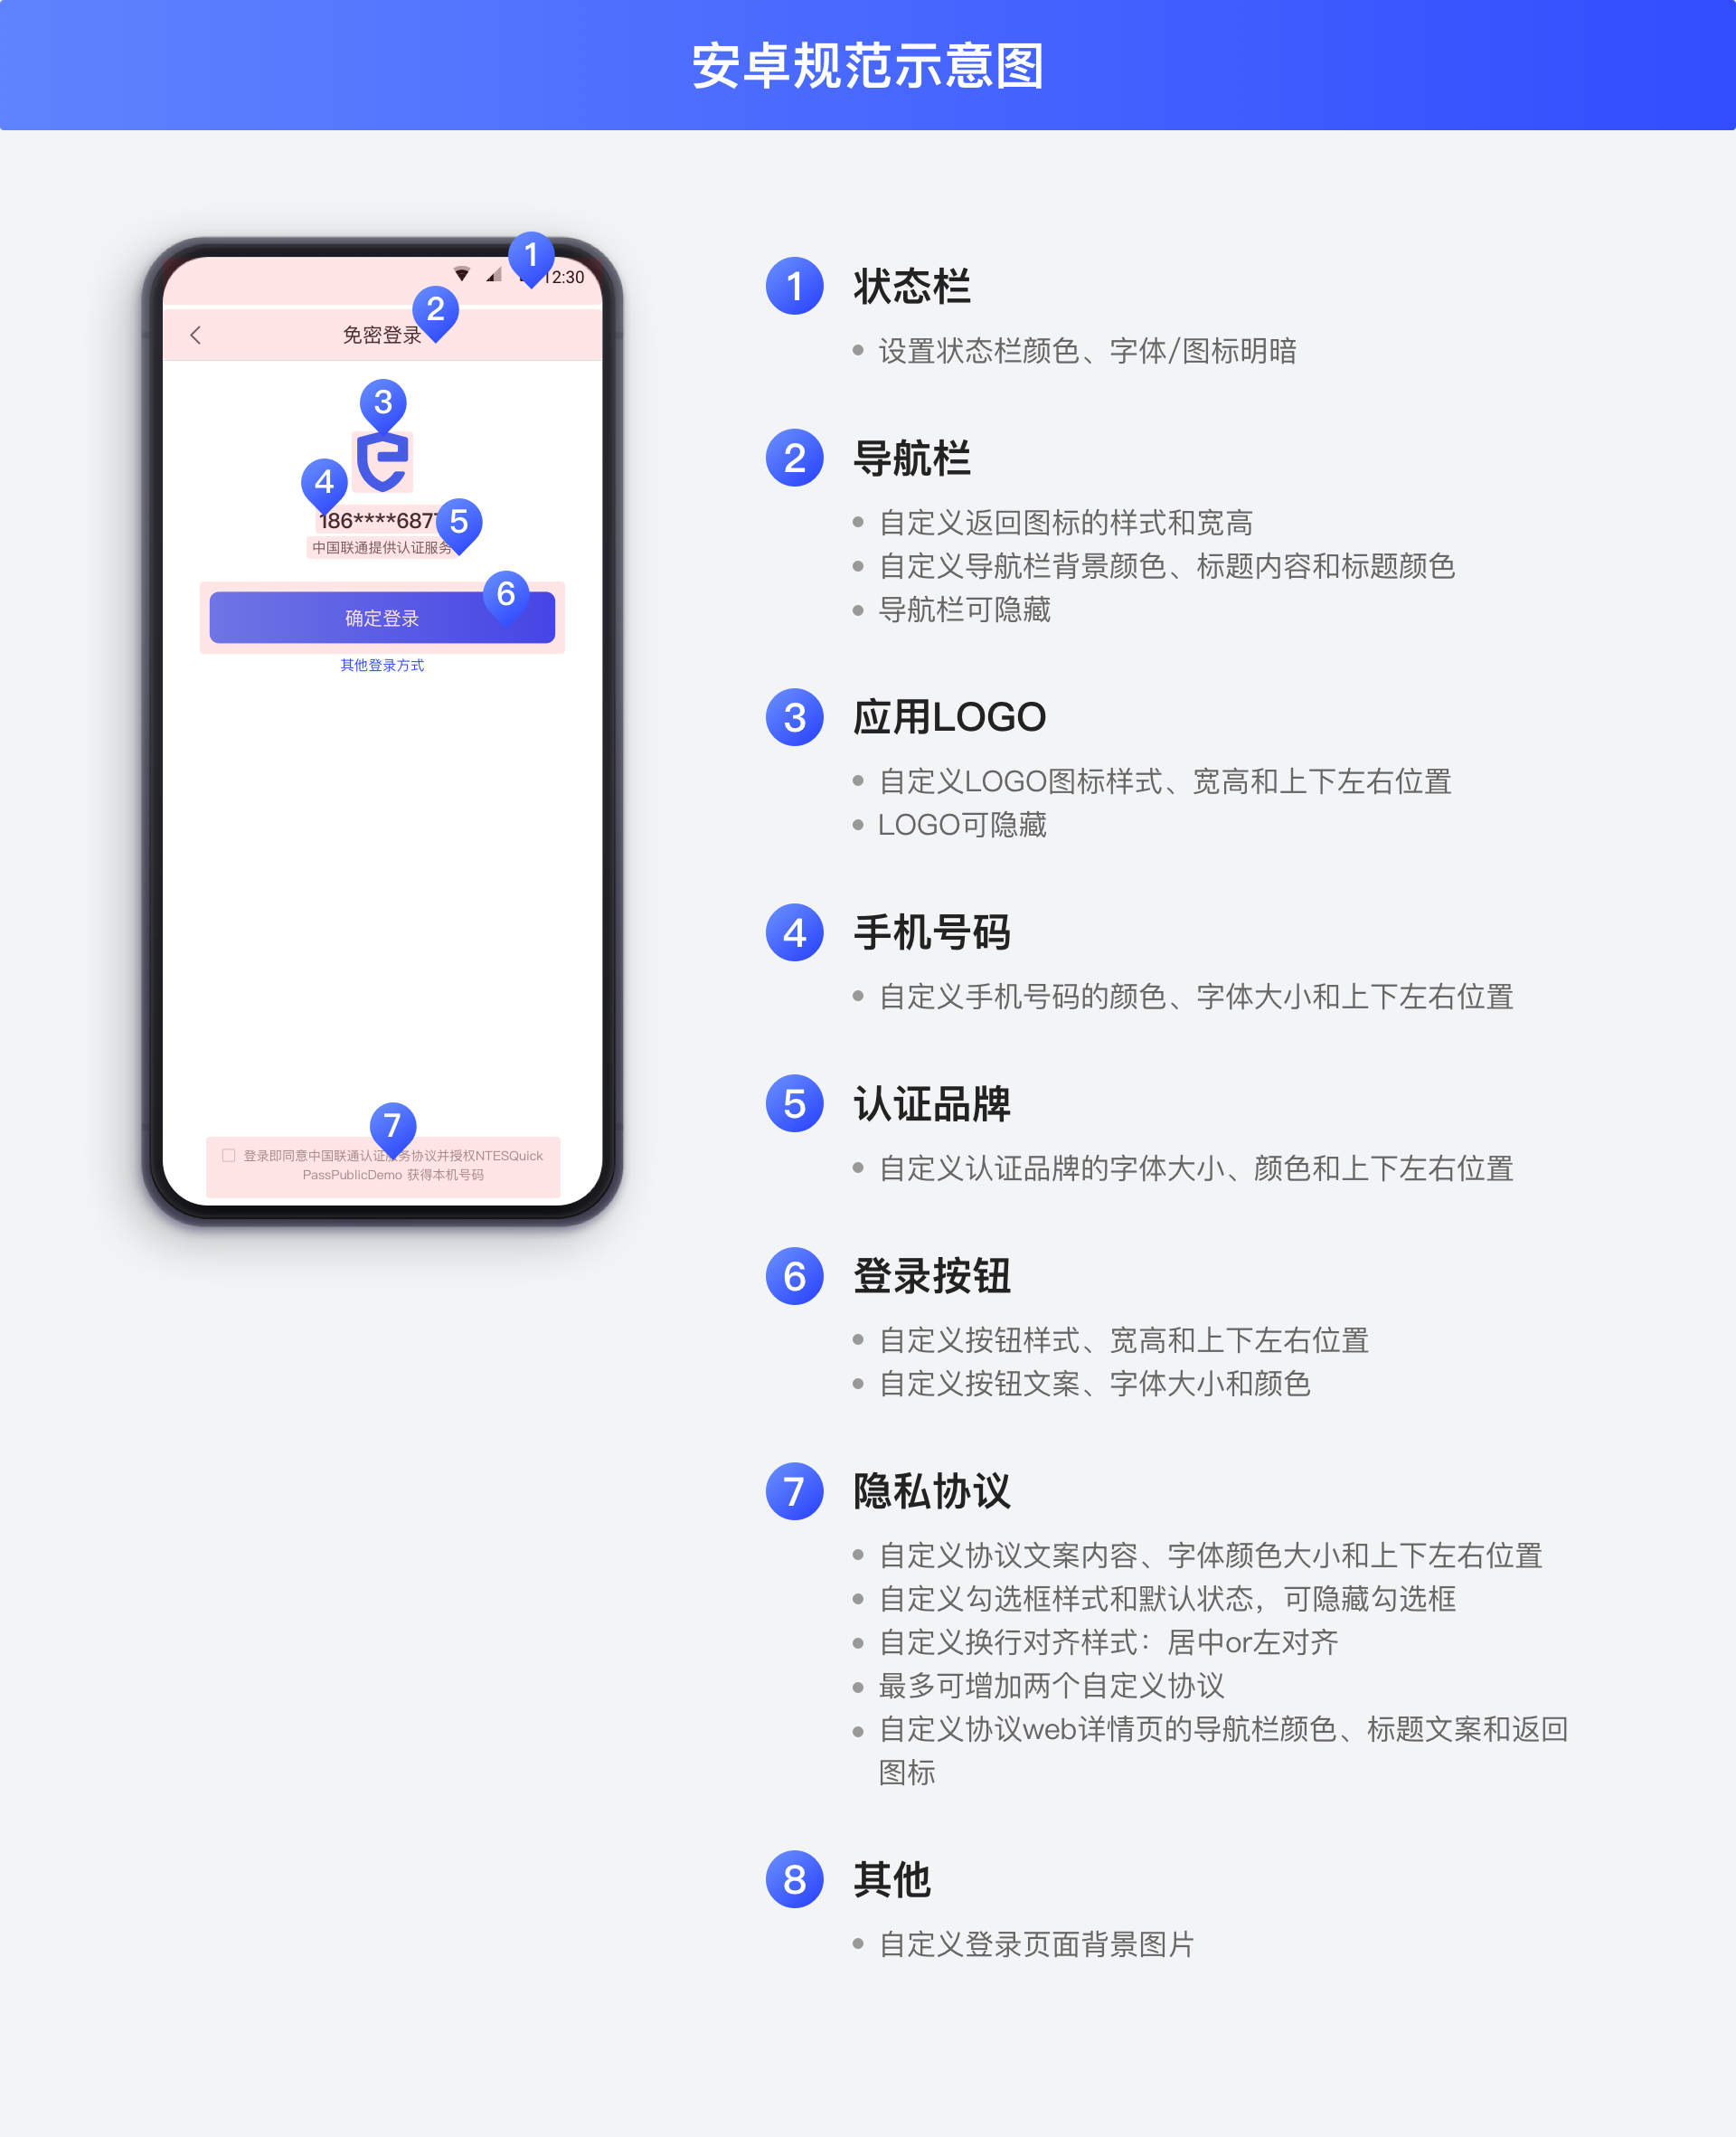 安卓规范示意图
1
12:30
2
免密登录
3
4
186****687
5
中国联通提供认证服务
6
确定登录
其他登录方式
7
登录即同意中国联通认证服务协议并授权NTESQuick
PassPublicDemo 获得本机号码
1 状态栏
设置状态栏颜色、字体/图标明暗
2 导航栏
自定义返回图标的样式和宽高
自定义导航栏背景颜色、标题内容和标题颜色
导航栏可隐藏
3 应用LOGO
自定义LOGO图标样式、宽高和上下左右位置
LOGO可隐藏
4 手机号码
自定义手机号码的颜色、字体大小和上下左右位置
5 认证品牌
自定义认证品牌的字体大小、颜色和上下左右位置
6 登录按钮
自定义按钮样式、宽高和上下左右位置
自定义按钮文案、字体大小和颜色
7 隐私协议
自定义协议文案内容、字体颜色大小和上下左右位置
自定义勾选框样式和默认状态，可隐藏勾选框
自定义换行对齐样式：居中or左对齐
最多可增加两个自定义协议
自定义协议web详情页的导航栏颜色、标题文案和返回
图标
8 其他
自定义登录页面背景图片